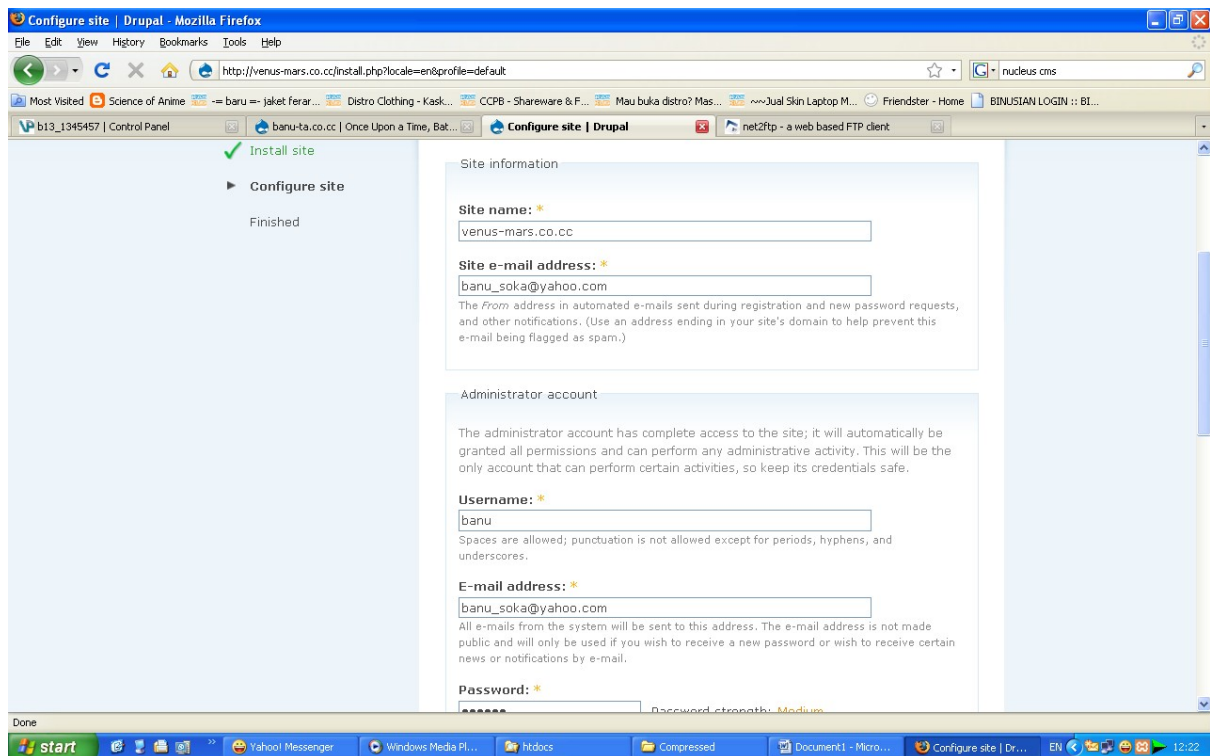 Configure site | Drupal - Mozilla Firefox
File Edit View History Bookmarks Tools Help
http://venus-mars.co.cc/install.php?locale=en&profile=default
nucleus cms
Most Visited Science of Anime -= baru =- jaket ferar... Distro Clothing - Kask... CCPB - Shareware & F... Mau buka distro? Mas... ~~Jual Skin Laptop M... Friendster - Home BINUSIAN LOGIN :: BI...
b13_1345457 | Control Panel banu-ta.co.cc | Once Upon a Time, Bat... Configure site | Drupal net2ftp - a web based FTP client
Install site
Configure site
Finished
Site information
Site name: *
venus-mars.co.cc
Site e-mail address: *
banu_soka@yahoo.com
The From address in automated e-mails sent during registration and new password requests,
and other notifications. (Use an address ending in your site's domain to help prevent this
e-mail being flagged as spam.)
Administrator account
The administrator account has complete access to the site; it will automatically be
granted all permissions and can perform any administrative activity. This will be the
only account that can perform certain activities, so keep its credentials safe.
Username: *
banu
Spaces are allowed; punctuation is not allowed except for periods, hyphens, and
underscores.
E-mail address: *
banu_soka@yahoo.com
All e-mails from the system will be sent to this address. The e-mail address is not made
public and will only be used if you wish to receive a new password or wish to receive certain
news or notifications by e-mail.
Password: *
Password strength: Medium
Done
start Yahoo! Messenger Windows Media Pl... htdocs Compressed Document1 - Micro... Configure site | Dr... EN 12:22